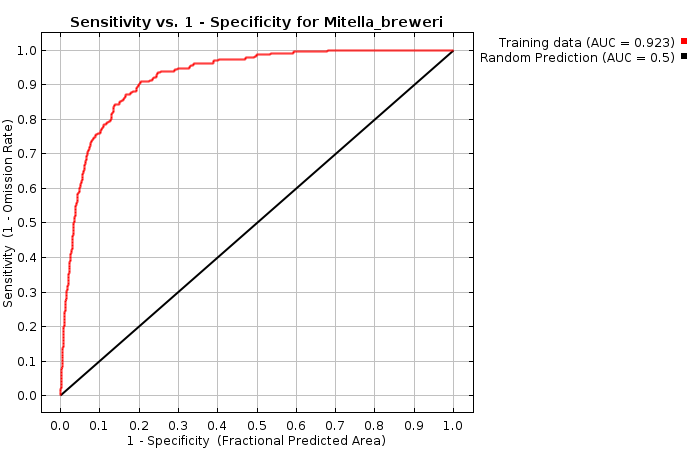 Sensitivity vs. 1 - Specificity for Mitella_breweri
Training data (AUC = 0.923)
Random Prediction (AUC = 0.5)
Sensitivity (1 - Omission Rate)
1.0
0.9
0.8
0.7
0.6
0.5
0.4
0.3
0.2
0.1
0.0
0.0 0.1 0.2 0.3 0.4 0.5 0.6 0.7 0.8 0.9 1.0
1 - Specificity (Fractional Predicted Area)